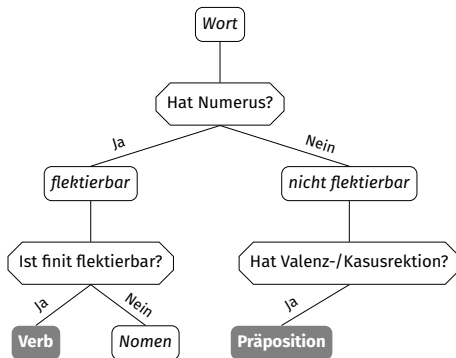 Wort
Hat Numerus?
Ja
Nein
flektierbar
nicht flektierbar
Ist finit flektierbar?
Hat Valenz-/Kasusrektion?
Ja
Nein
Ja
Verb
Nomen
Präposition